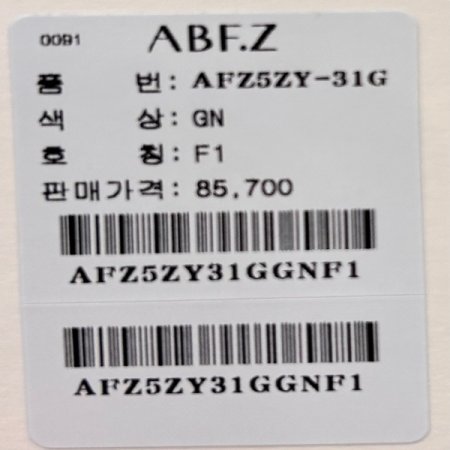 0091 ABF.Z
품 번: AFZ5ZY-31G
색 상: GN
호 칭: F1
판매가격: 85,700
AFZ5ZY31GGNF1
AFZ5ZY31GGNF1